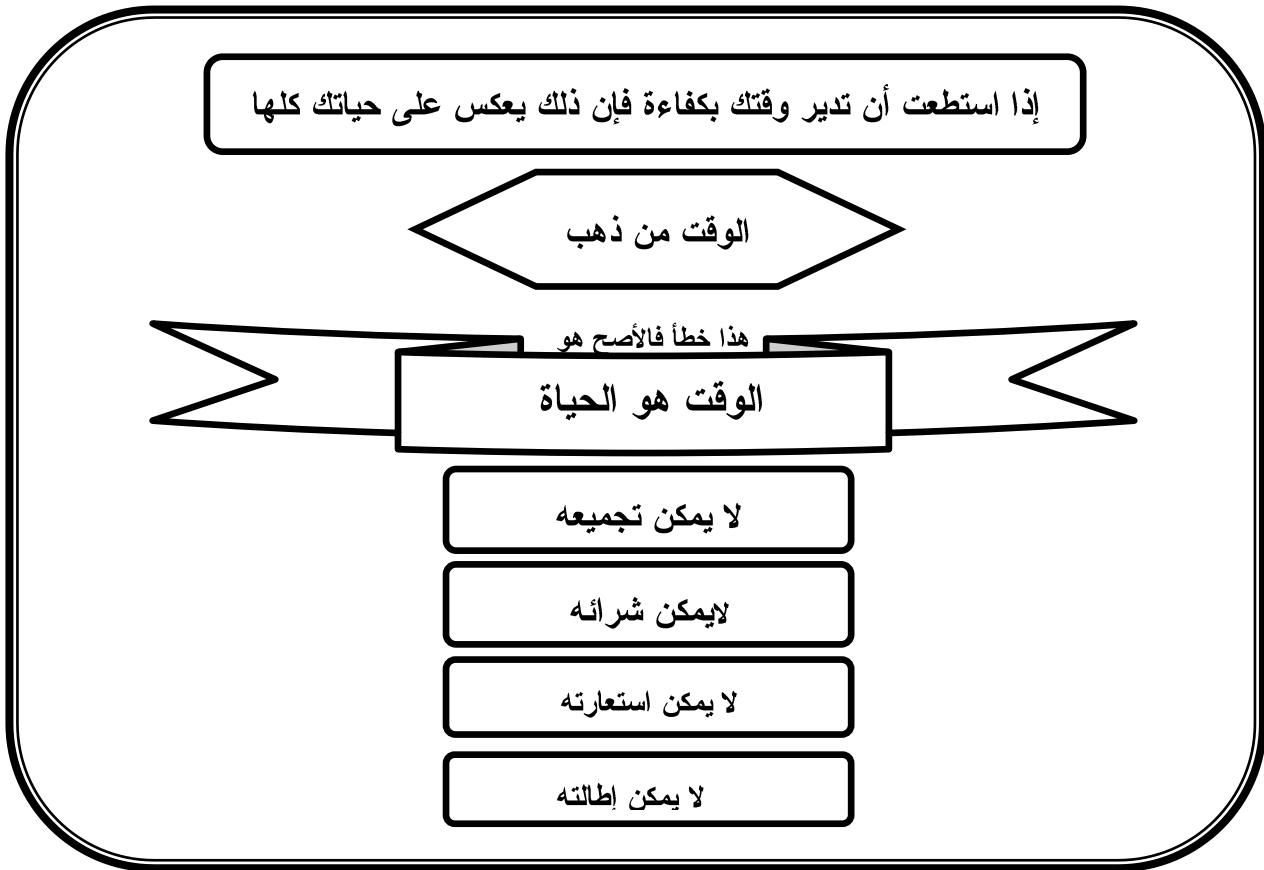 إذا استطعت أن تدير وقتك بكفاءة فإن ذلك يعكس على حياتك كلها
الوقت من ذهب
هذا خطأ فالأصح هو
الوقت هو الحياة
لا يمكن تجميعه
لايمكن شرائه
لا يمكن استعارته
لا يمكن إطالته